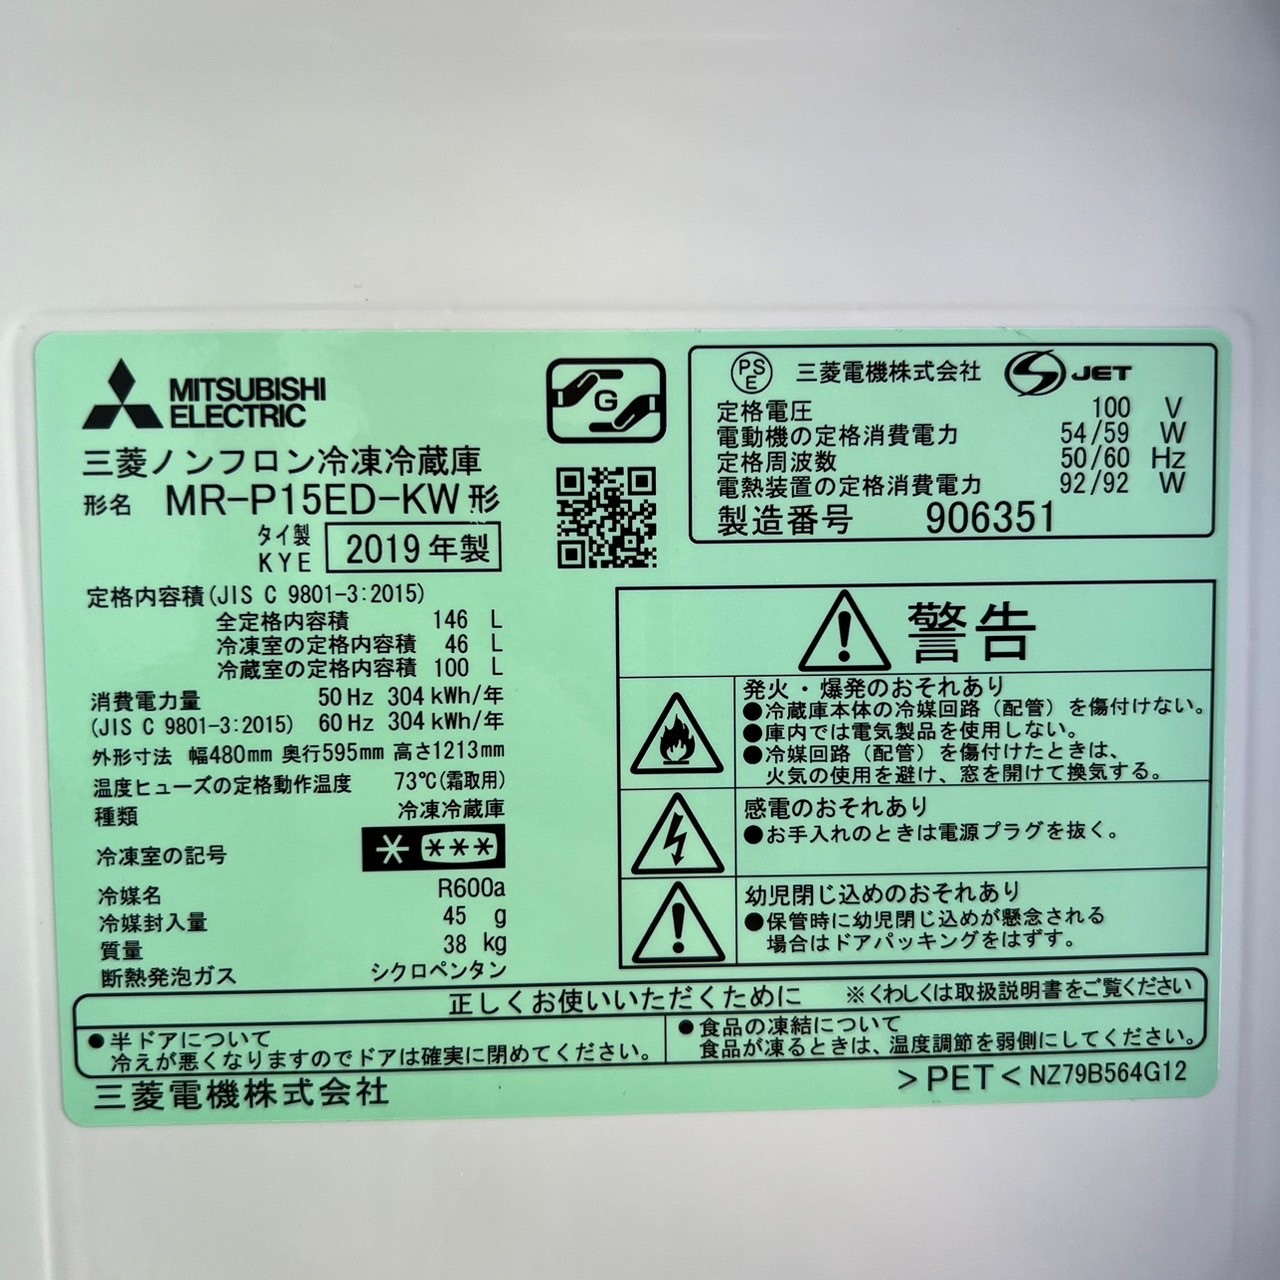 MITSUBISHI
ELECTRIC
三菱ノンフロン冷凍冷蔵庫
形名 MR-P15ED-KW形
タイ製
KYE
2019年製
定格内容積(JIS C 9801-3:2015)
全定格内容積 146 L
冷凍室の定格内容積 46 L
冷蔵室の定格内容積 100 L
消費電力量 50Hz 304kWh/年
(JIS C 9801-3:2015) 60Hz 304kWh/年
外形寸法 幅480mm 奥行595mm 高さ1213mm
温度ヒューズの定格動作温度 73℃(霜取用)
種類 冷凍冷蔵庫
冷凍室の記号 * ***
冷媒名 R600a
冷媒封入量 45 g
質量 38 kg
断熱発泡ガス シクロペンタン
G
PS
E
三菱電機株式会社 S JET
定格電圧 100 V
電動機の定格消費電力 54/59 W
定格周波数 50/60 Hz
電熱装置の定格消費電力 92/92 W
製造番号 906351
警告
発火・爆発のおそれあり
●冷蔵庫本体の冷媒回路(配管)を傷付けない。
●庫内では電気製品を使用しない。
●冷媒回路(配管)を傷付けたときは、
火気の使用を避け、窓を開けて換気する。
感電のおそれあり
●お手入れのときは電源プラグを抜く。
幼児閉じ込めのおそれあり
●保管時に幼児閉じ込めが懸念される
場合はドアパッキングをはずす。
正しくお使いいただくために ※くわしくは取扱説明書をご覧ください
●半ドアについて
冷えが悪くなりますのでドアは確実に閉めてください。
●食品の凍結について
食品が凍るときは、温度調節を弱側にしてください。
三菱電機株式会社
>PET< NZ79B564G12